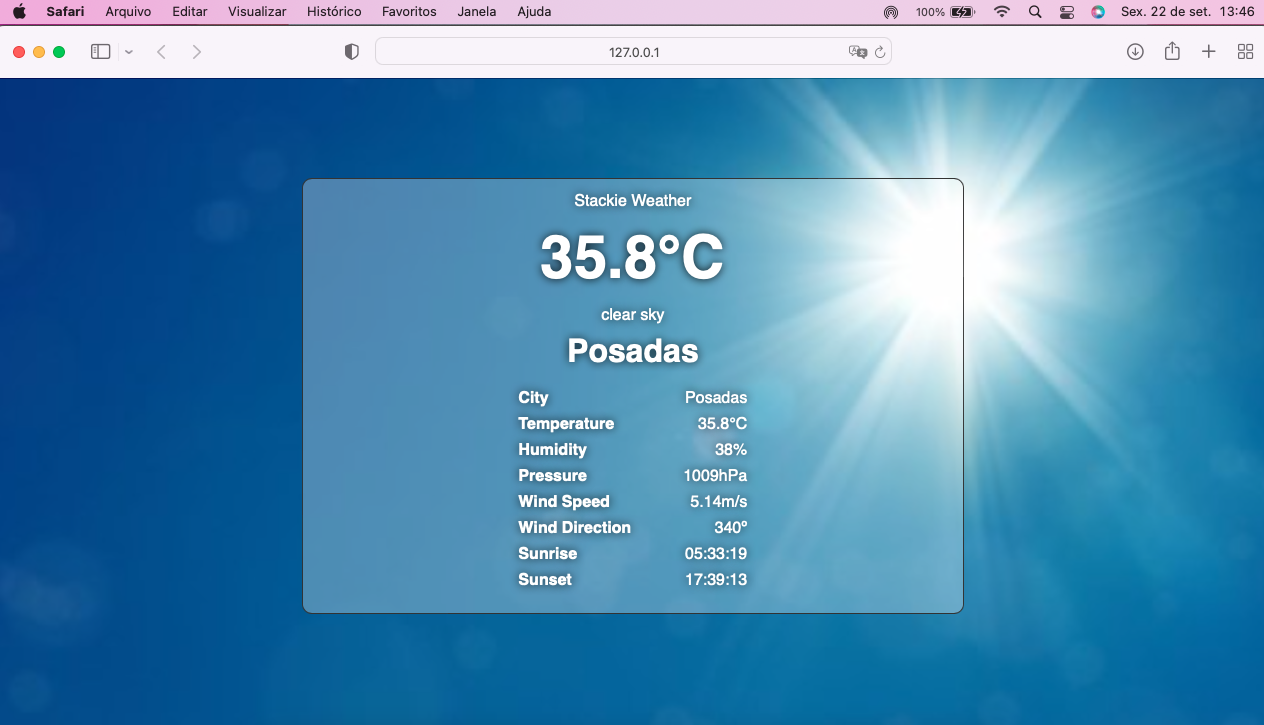 Safari Arquivo Editar Visualizar Histórico Favoritos Janela Ajuda 100% Sex. 22 de set. 13:46
127.0.0.1
Stackie Weather
35.8°C
clear sky
Posadas
City Posadas
Temperature 35.8°C
Humidity 38%
Pressure 1009hPa
Wind Speed 5.14m/s
Wind Direction 340°
Sunrise 05:33:19
Sunset 17:39:13